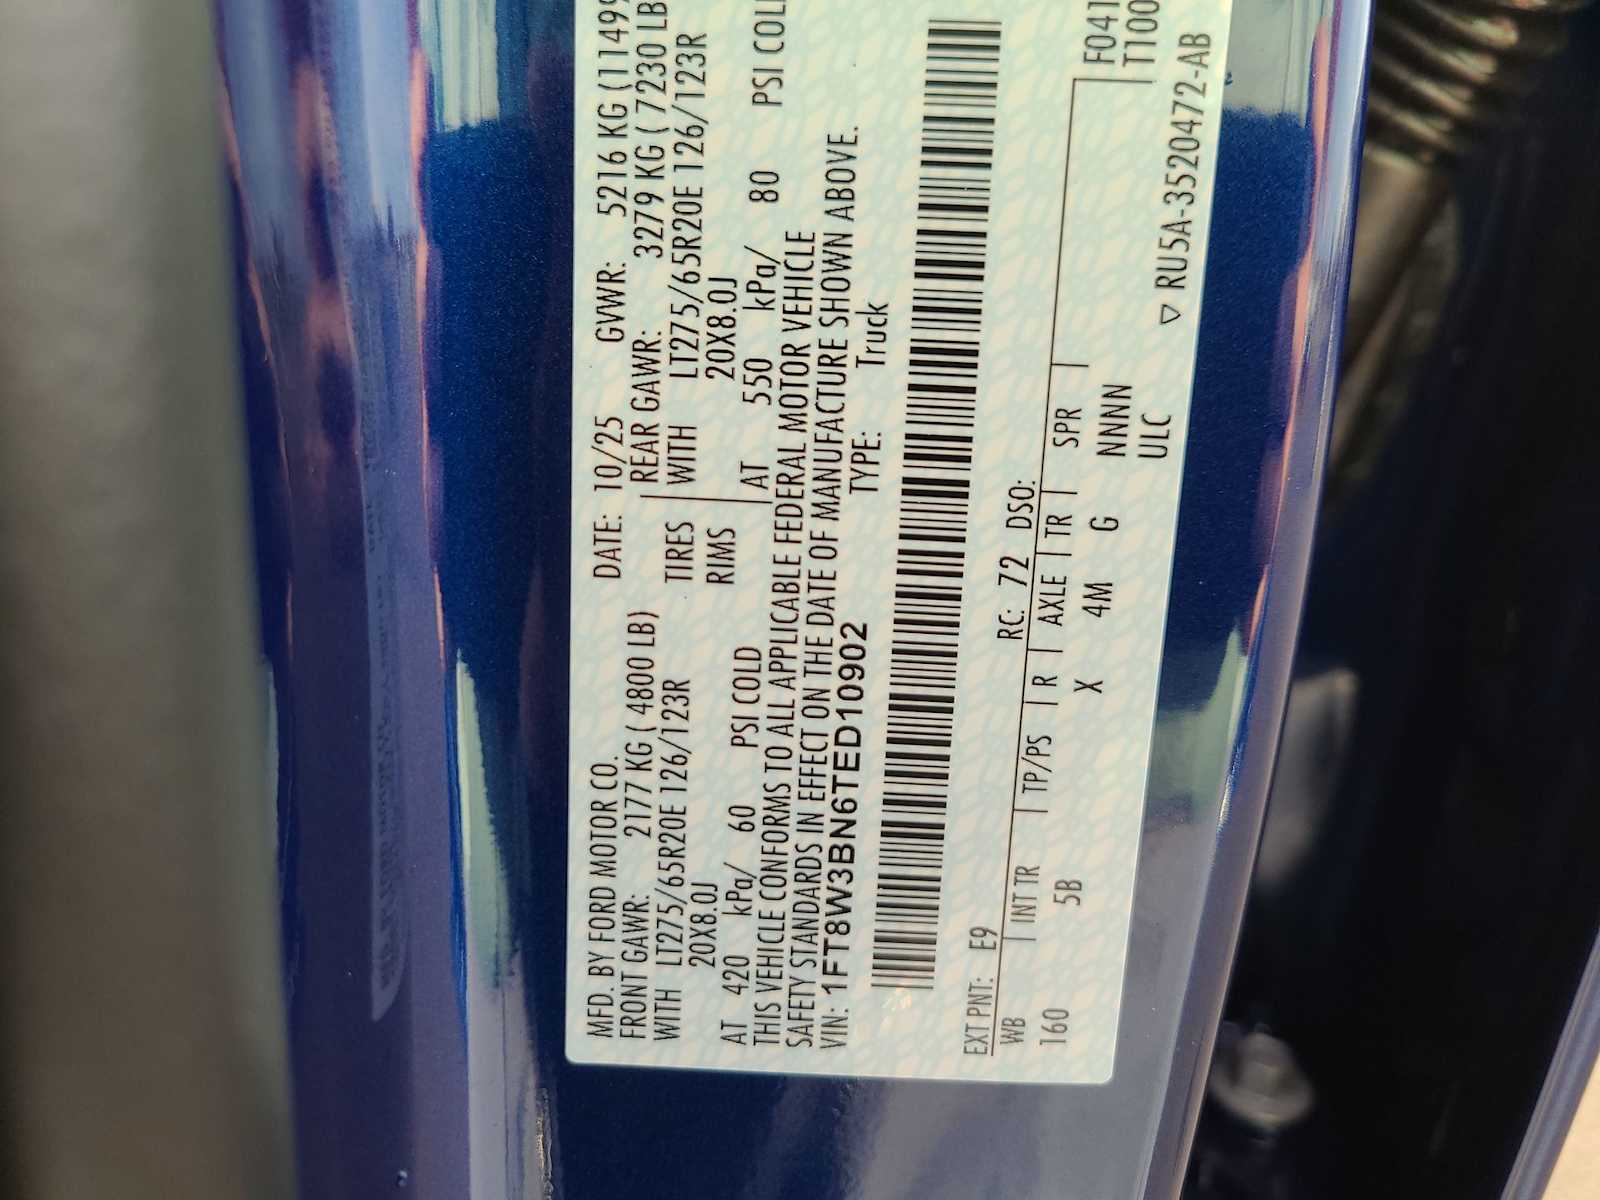 MFD. BY FORD MOTOR CO. DATE: 10/25 GVWR: 5216 KG (11499
FRONT GAWR: 2177 KG ( 4800 LB) REAR GAWR: 3279 KG ( 7230 LB
WITH LT275/65R20E 126/123R TIRES WITH LT275/65R20E 126/123R
20X8.0J RIMS 20X8.0J
AT 420 kPa/ 60 PSI COLD AT 550 kPa/ 80 PSI COL
THIS VEHICLE CONFORMS TO ALL APPLICABLE FEDERAL MOTOR VEHICLE
SAFETY STANDARDS IN EFFECT ON THE DATE OF MANUFACTURE SHOWN ABOVE.
VIN: 1FT8W3BN6TED10902 TYPE: Truck
EXT PNT: E9 RC: 72 DSO: F041
WB INT TR TP/PS R AXLE TR SPR T100
160 5B X 4M G NNNN
ULC
▽ RU5A-3520472-AB